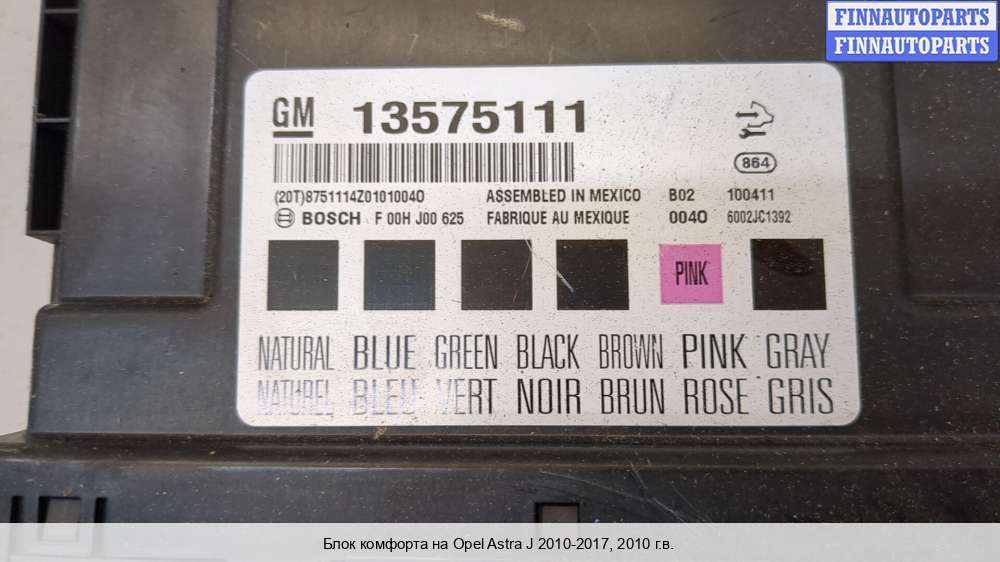 FINNAUTOPARTS
FINNAUTOPARTS
GM 13575111
864
(20T)8751114Z0101004O ASSEMBLED IN MEXICO B02 100411
BOSCH F 00H J00 625 FABRIQUE AU MEXIQUE 004O 6002JC1392
PINK
NATURAL BLUE GREEN BLACK BROWN PINK GRAY
NATUREL BLEU VERT NOIR BRUN ROSE GRIS
Блок комфорта на Opel Astra J 2010-2017, 2010 г.в.